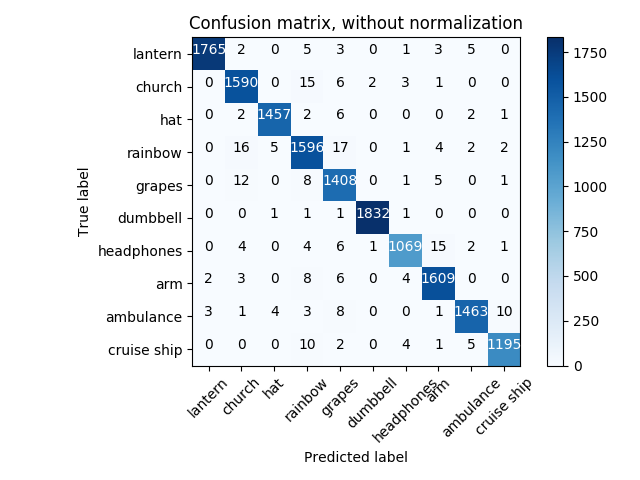 Confusion matrix, without normalization
lantern 1765 2 0 5 3 0 1 3 5 0
church 0 1590 0 15 6 2 3 1 0 0
hat 0 2 1457 2 6 0 0 0 2 1
rainbow 0 16 5 1596 17 0 1 4 2 2
grapes 0 12 0 8 1408 0 1 5 0 1
dumbbell 0 0 1 1 1 1832 1 0 0 0
headphones 0 4 0 4 6 1 1069 15 2 1
arm 2 3 0 8 6 0 4 1609 0 0
ambulance 3 1 4 3 8 0 0 1 1463 10
cruise ship 0 0 0 10 2 0 4 1 5 1195
True label
lantern
church
hat
rainbow
grapes
dumbbell
headphones
arm
ambulance
cruise ship
Predicted label
1750
1500
1250
1000
750
500
250
0